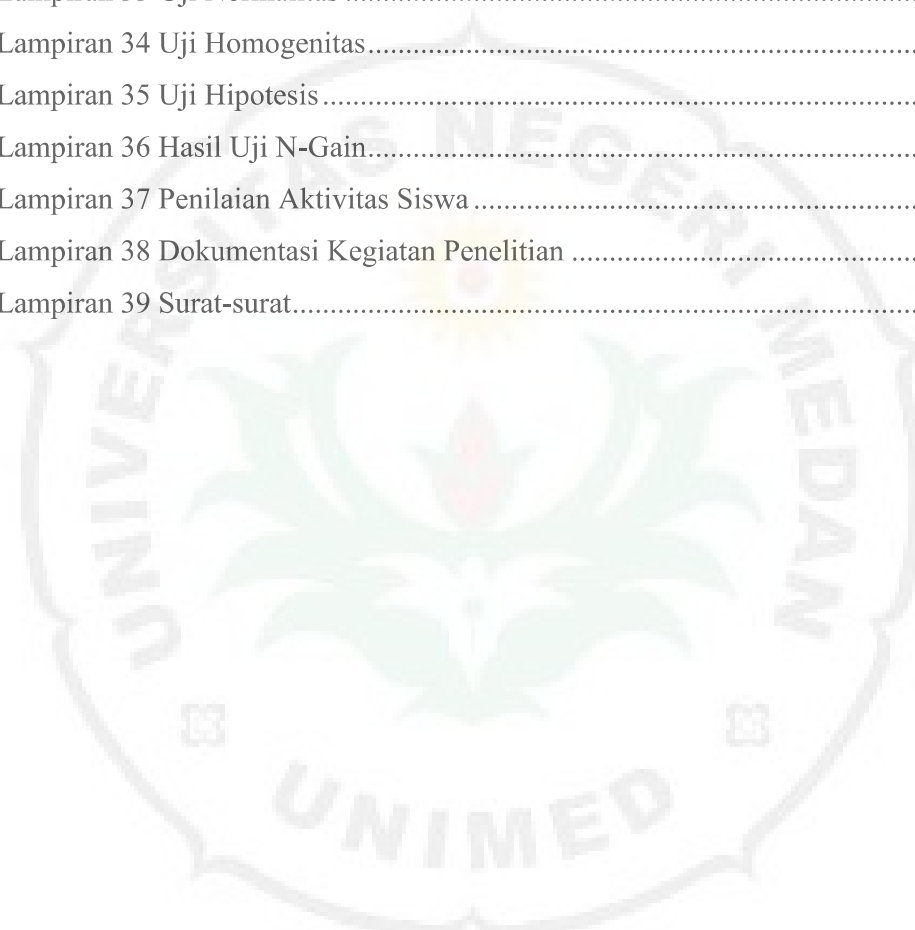 Lampiran 34 Uji Homogenitas
Lampiran 35 Uji Hipotesis
Lampiran 36 Hasil Uji N-Gain
Lampiran 37 Penilaian Aktivitas Siswa
Lampiran 38 Dokumentasi Kegiatan Penelitian
Lampiran 39 Surat-surat
UNIVERSITAS NEGERI MEDAN
UNIMED